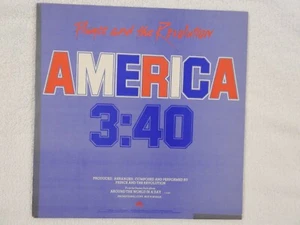 Prince and the Revolution
AMERICA
3:40
PRODUCED, ARRANGED, COMPOSED AND PERFORMED BY
PRINCE AND THE REVOLUTION
AROUND THE WORLD IN A DAY